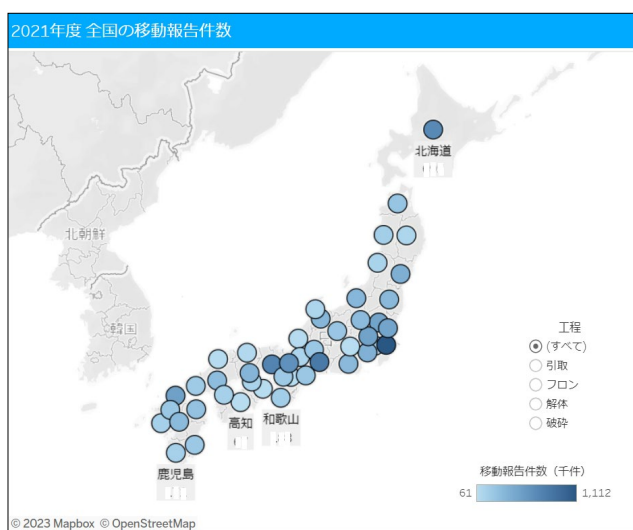 2021年度 全国の移動報告件数
北海道
北朝鮮
韓国
工程
(すべて)
引取
フロン
解体
破砕
高知
和歌山
鹿児島
移動報告件数（千件）
61
1,112
© 2023 Mapbox © OpenStreetMap